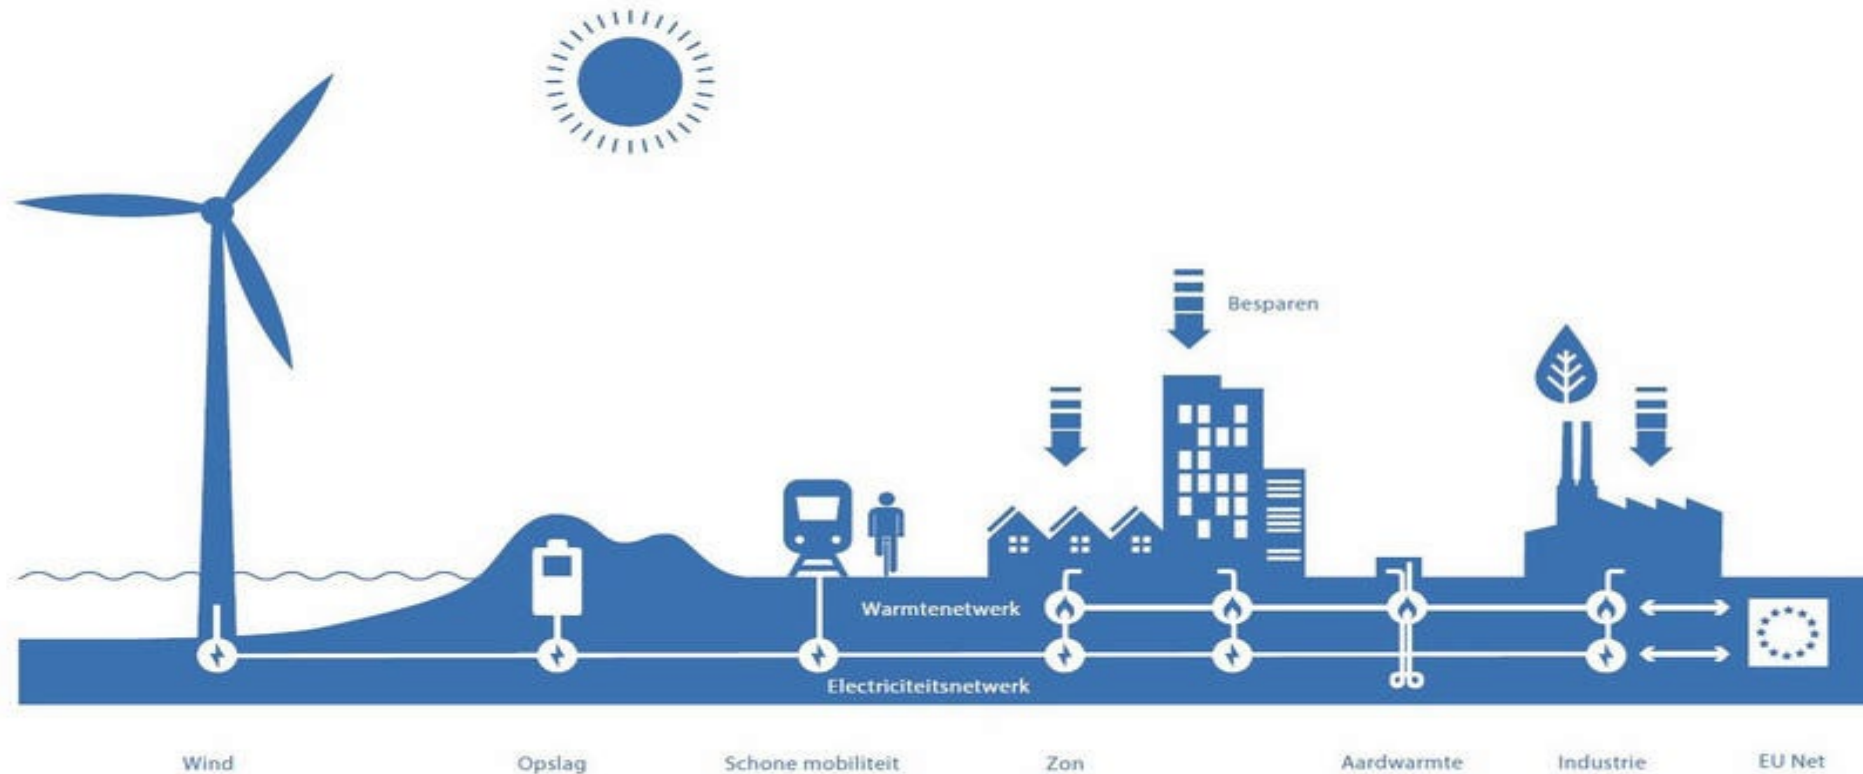 Besparen
Warmtenetwerk
Electriciteitsnetwerk
Wind
Opslag
Schone mobiliteit
Zon
Aardwarmte
Industrie
EU Net